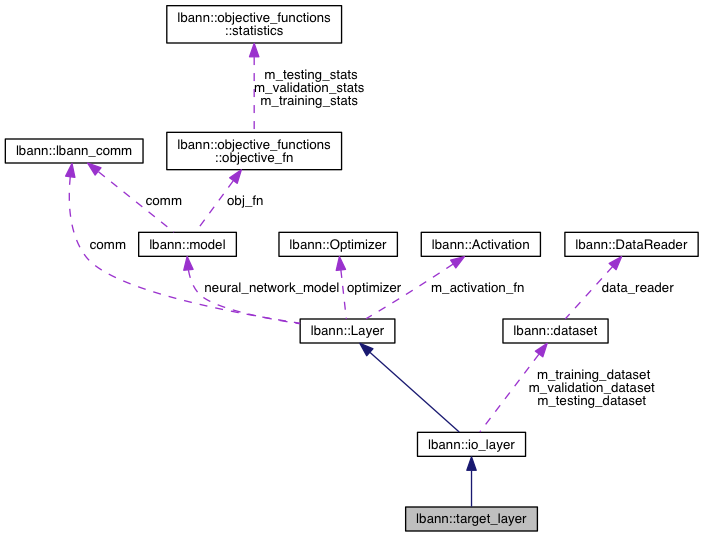 lbann::objective_functions
::statistics
m_testing_stats
m_validation_stats
m_training_stats
lbann::lbann_comm
lbann::objective_functions
::objective_fn
comm
obj_fn
comm
lbann::model
lbann::Optimizer
lbann::Activation
lbann::DataReader
neural_network_model
optimizer
m_activation_fn
data_reader
lbann::Layer
lbann::dataset
m_training_dataset
m_validation_dataset
m_testing_dataset
lbann::io_layer
lbann::target_layer